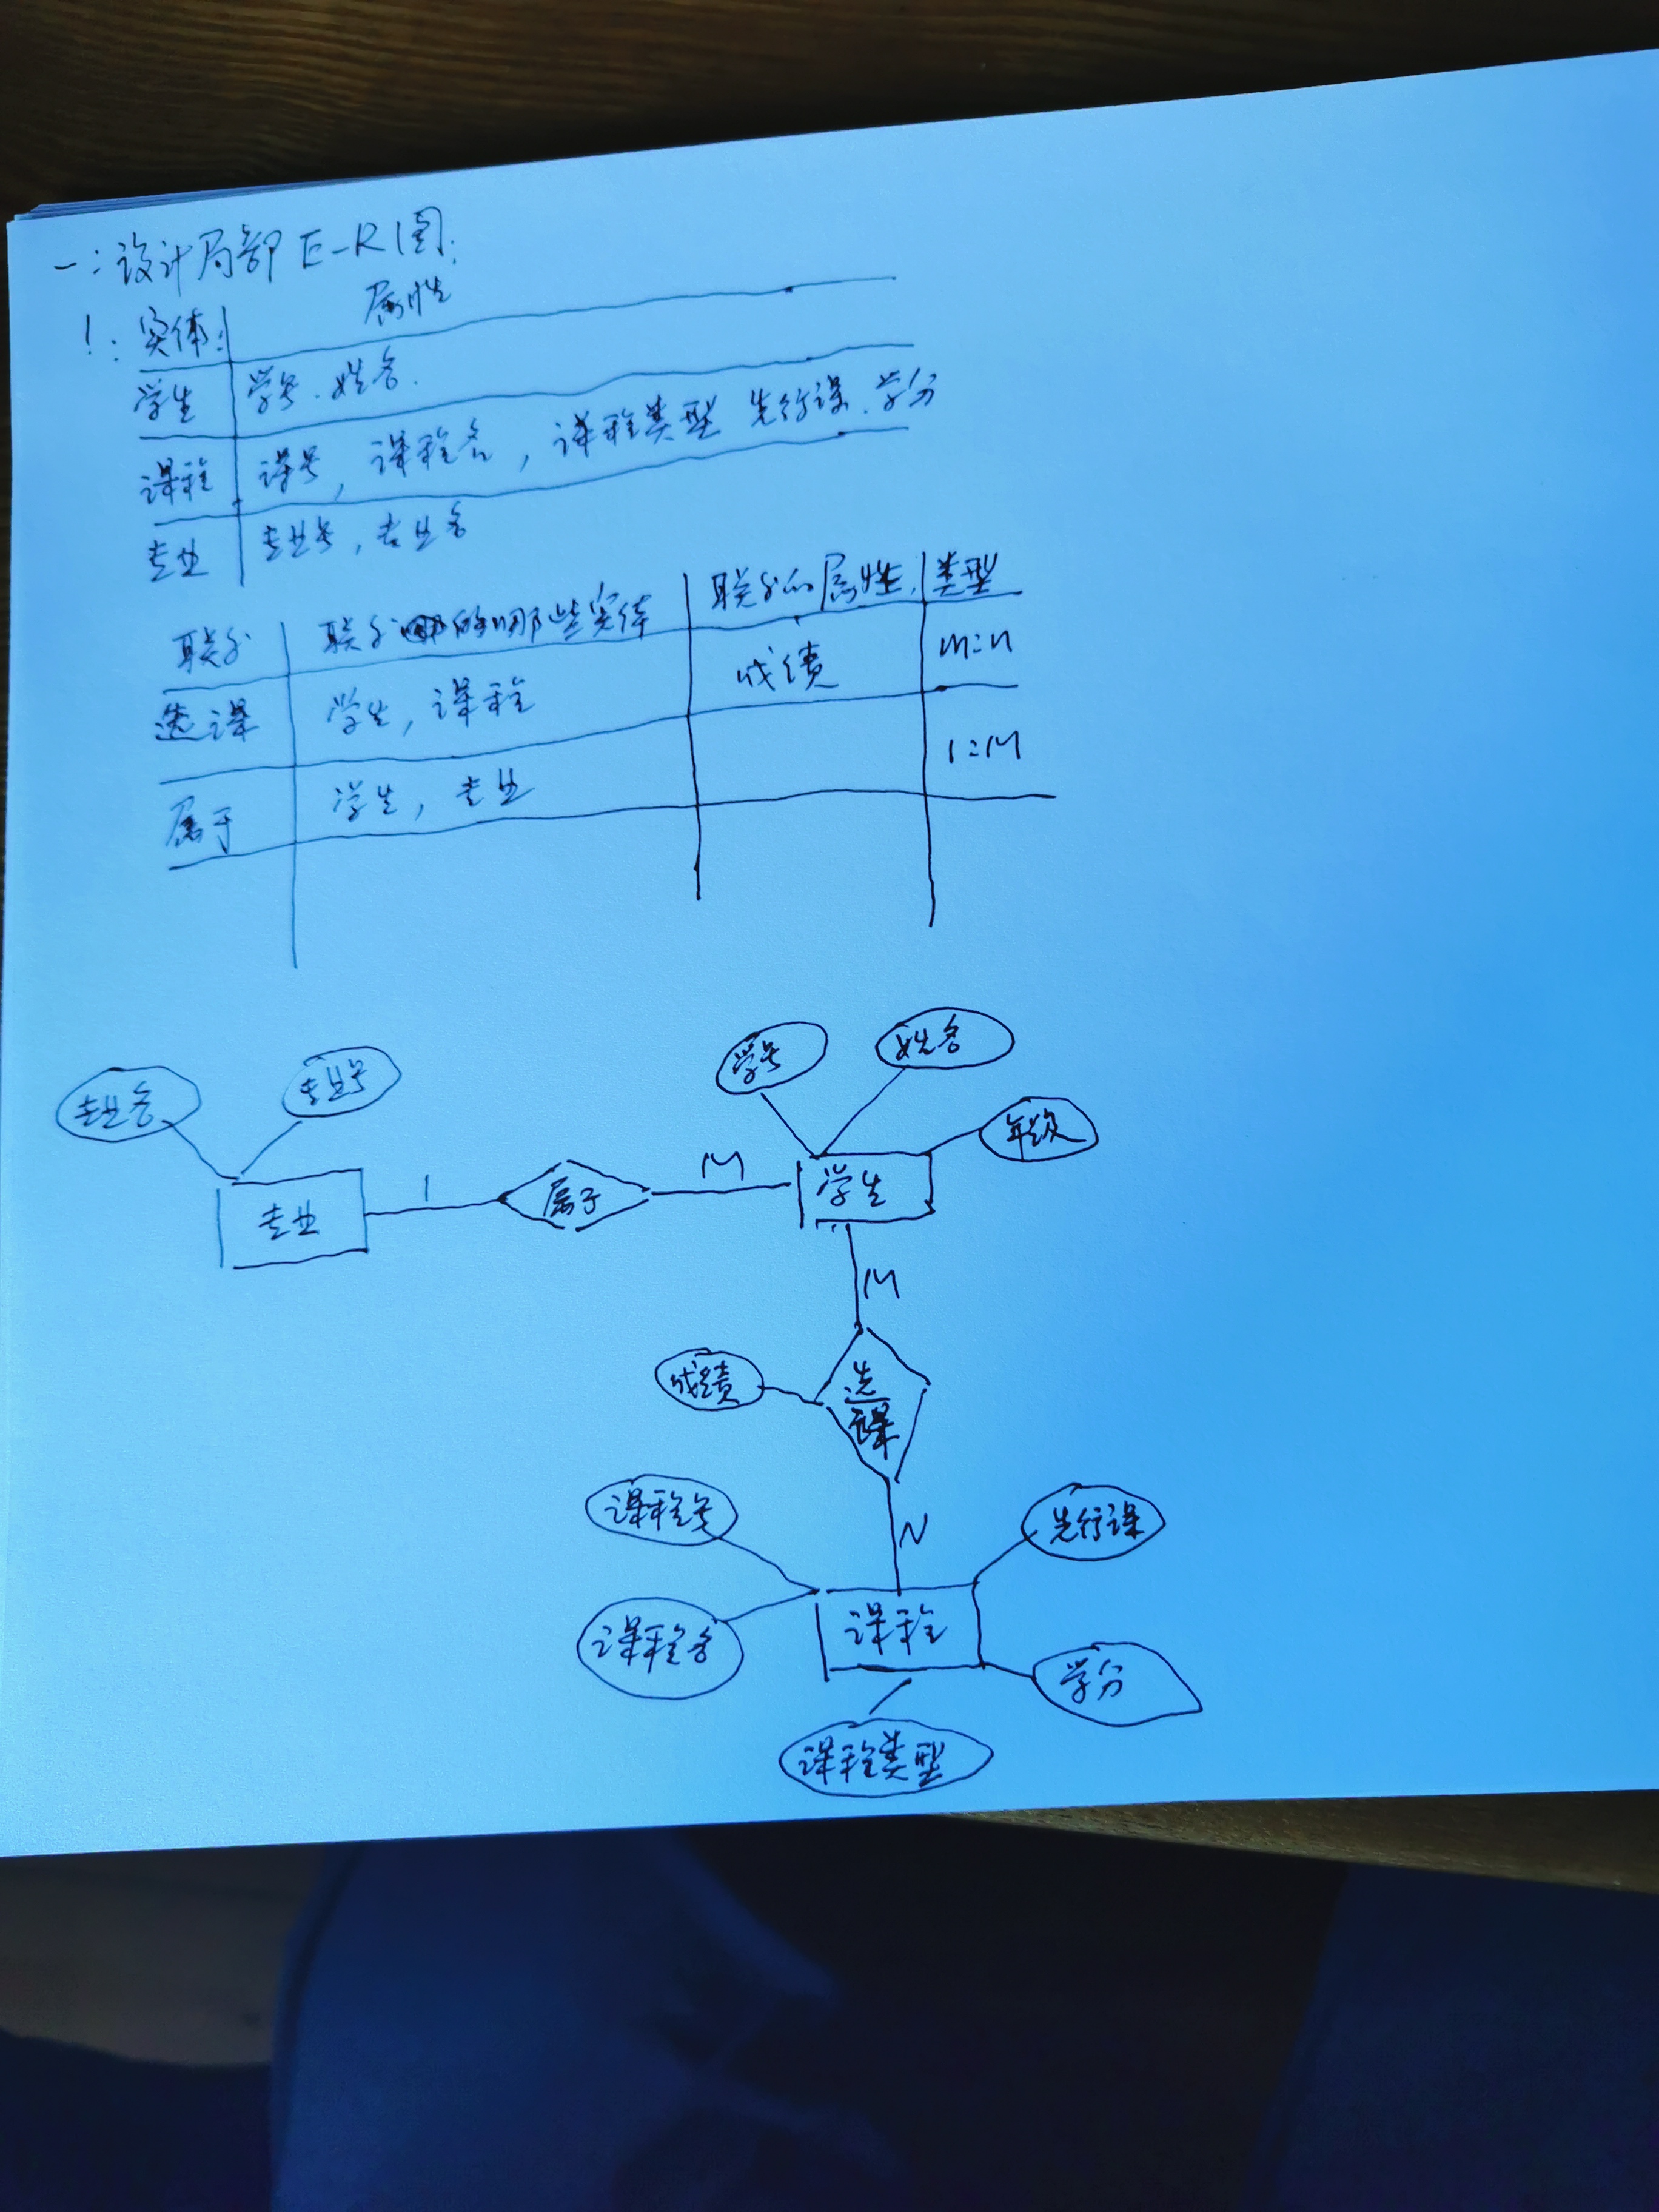 一:设计局部E-R图:
1: 实体: 属性
学生 学号.姓名.
课程 课号,课程名,课程类型 先行课.学分
专业 专业号,专业名
联系 联系的哪些实体 联系的属性 类型
选课 学生,课程 成绩 m:n
属于 学生,专业 1:M
学号 姓名
专业名 专业号 年级
专业 1 属于 M 学生
M
成绩 选课
N
课程号 先行课
课程名 课程 学分
课程类型